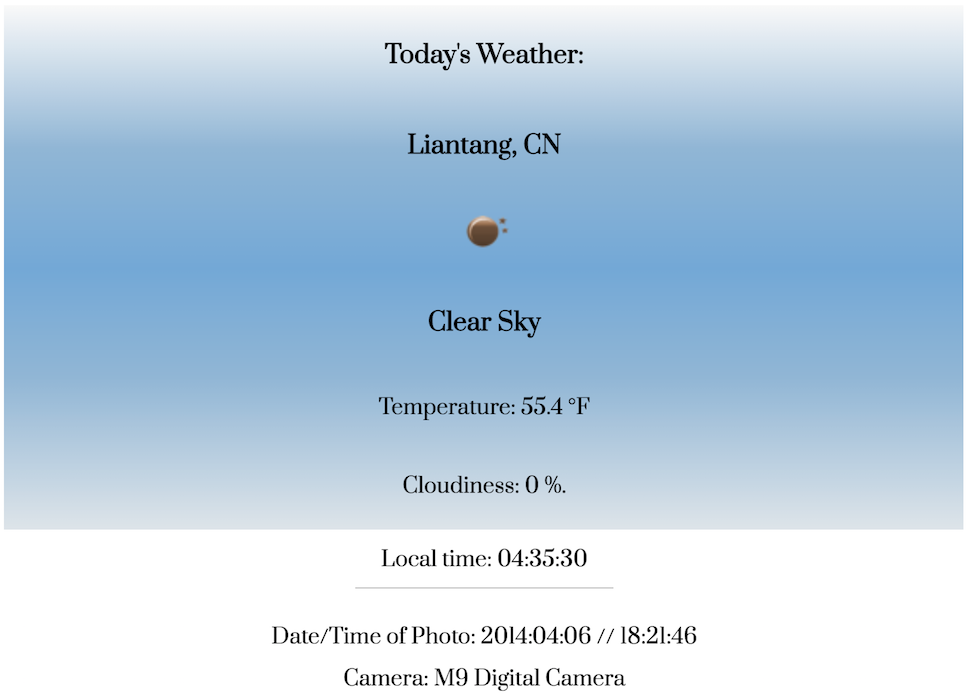 Today's Weather:
Liantang, CN
Clear Sky
Temperature: 55.4 °F
Cloudiness: 0 %.
Local time: 04:35:30
Date/Time of Photo: 2014:04:06 // 18:21:46
Camera: M9 Digital Camera